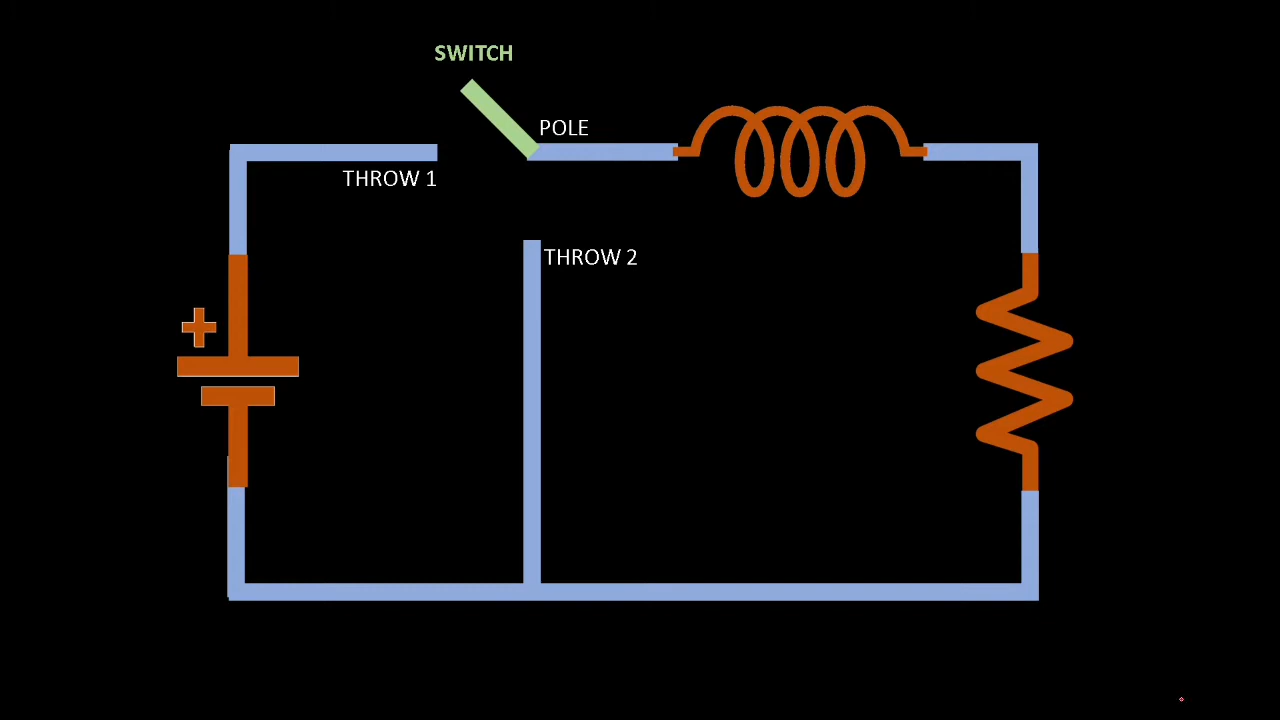 SWITCH
POLE
THROW 1
THROW 2
+